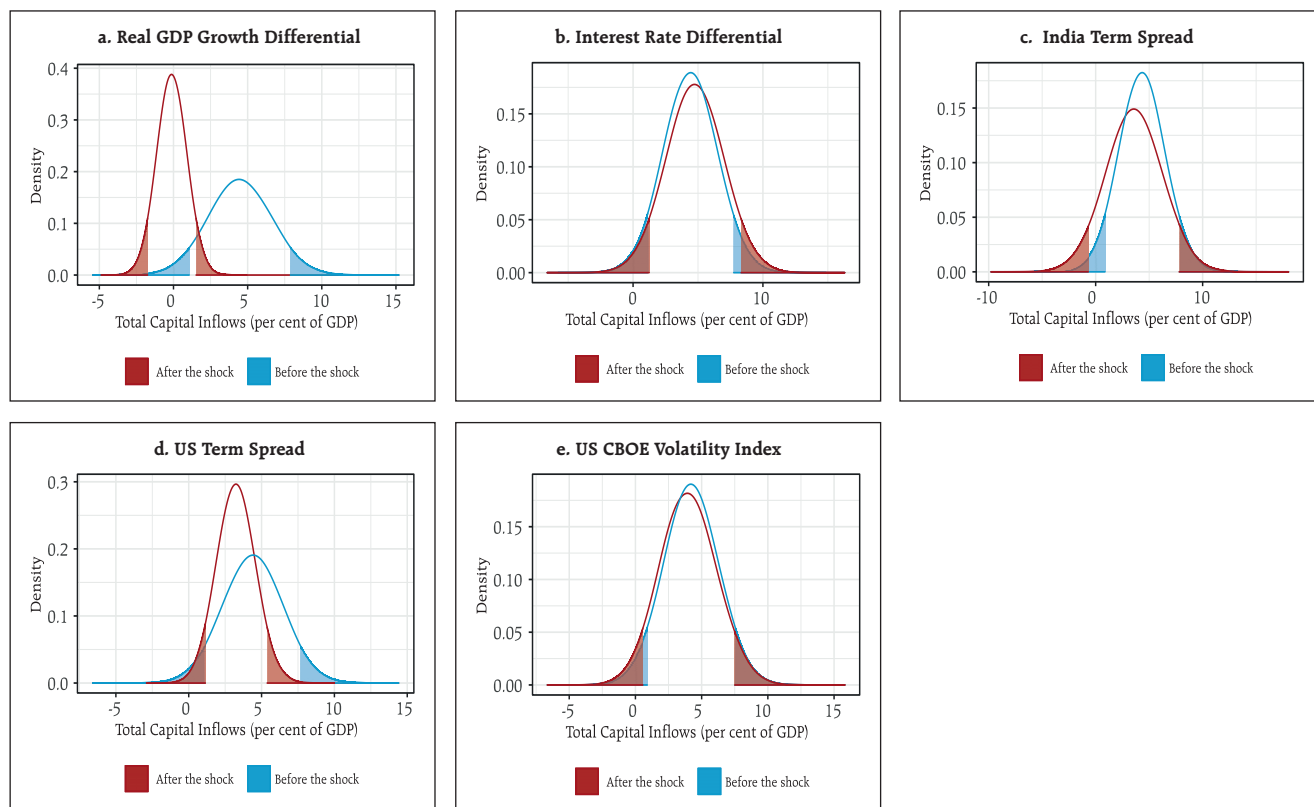 a. Real GDP Growth Differential
0.4
0.3
0.2
0.1
0.0
Density
-5 0 5 10 15
Total Capital Inflows (per cent of GDP)
After the shock Before the shock
b. Interest Rate Differential
0.15
0.10
0.05
0.00
Density
0 10
Total Capital Inflows (per cent of GDP)
After the shock Before the shock
c. India Term Spread
0.15
0.10
0.05
0.00
Density
-10 0 10
Total Capital Inflows (per cent of GDP)
After the shock Before the shock
d. US Term Spread
0.3
0.2
0.1
0.0
Density
-5 0 5 10 15
Total Capital Inflows (per cent of GDP)
After the shock Before the shock
e. US CBOE Volatility Index
0.15
0.10
0.05
0.00
Density
-5 0 5 10 15
Total Capital Inflows (per cent of GDP)
After the shock Before the shock